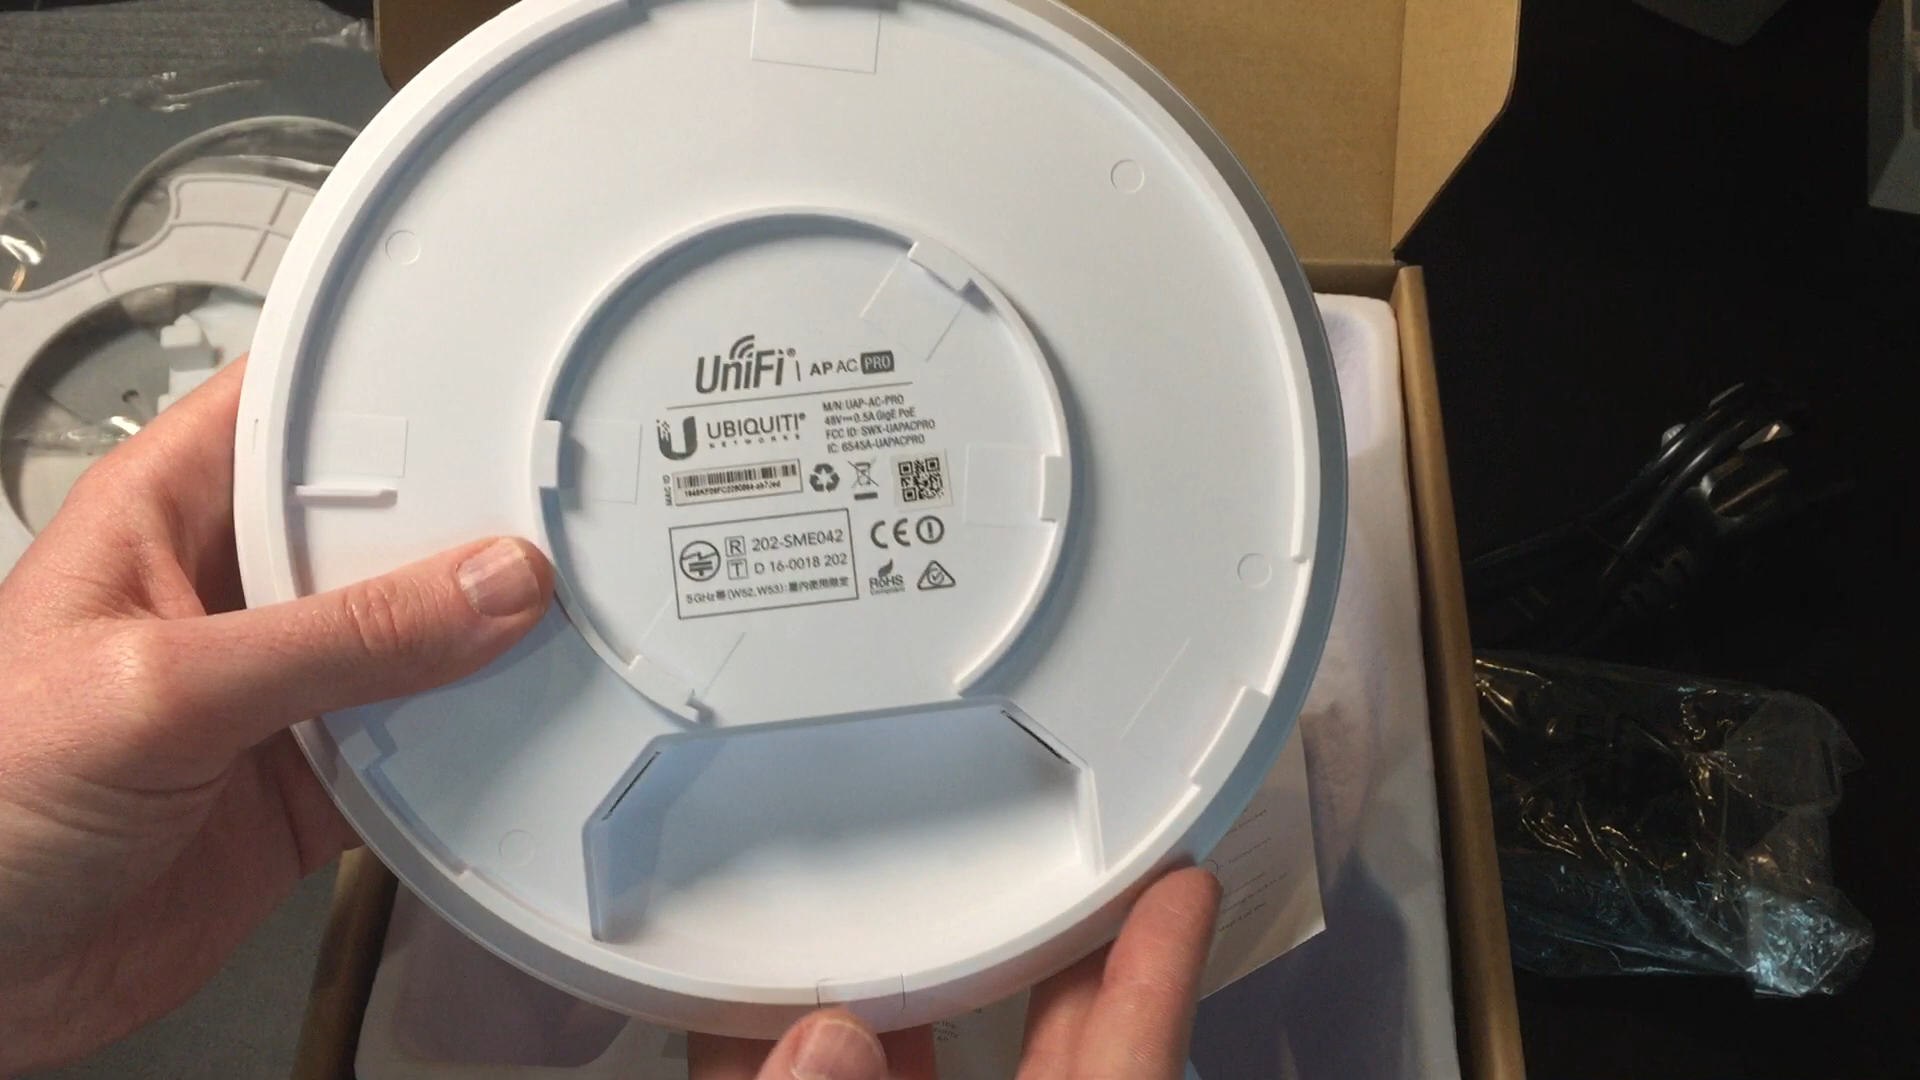 UniFi® | AP AC PRO
UBIQUITI®
NETWORKS
M/N: UAP-AC-PRO
48V⎓0.5A GigE PoE
FCC ID: SWX-UAPACPRO
IC: 6545A-UAPACPRO
MAC ID
R 202-SME042
T D 16-0018 202
5GHz帯(W52,W53):屋内使用限定
CE
RoHS
Compliant